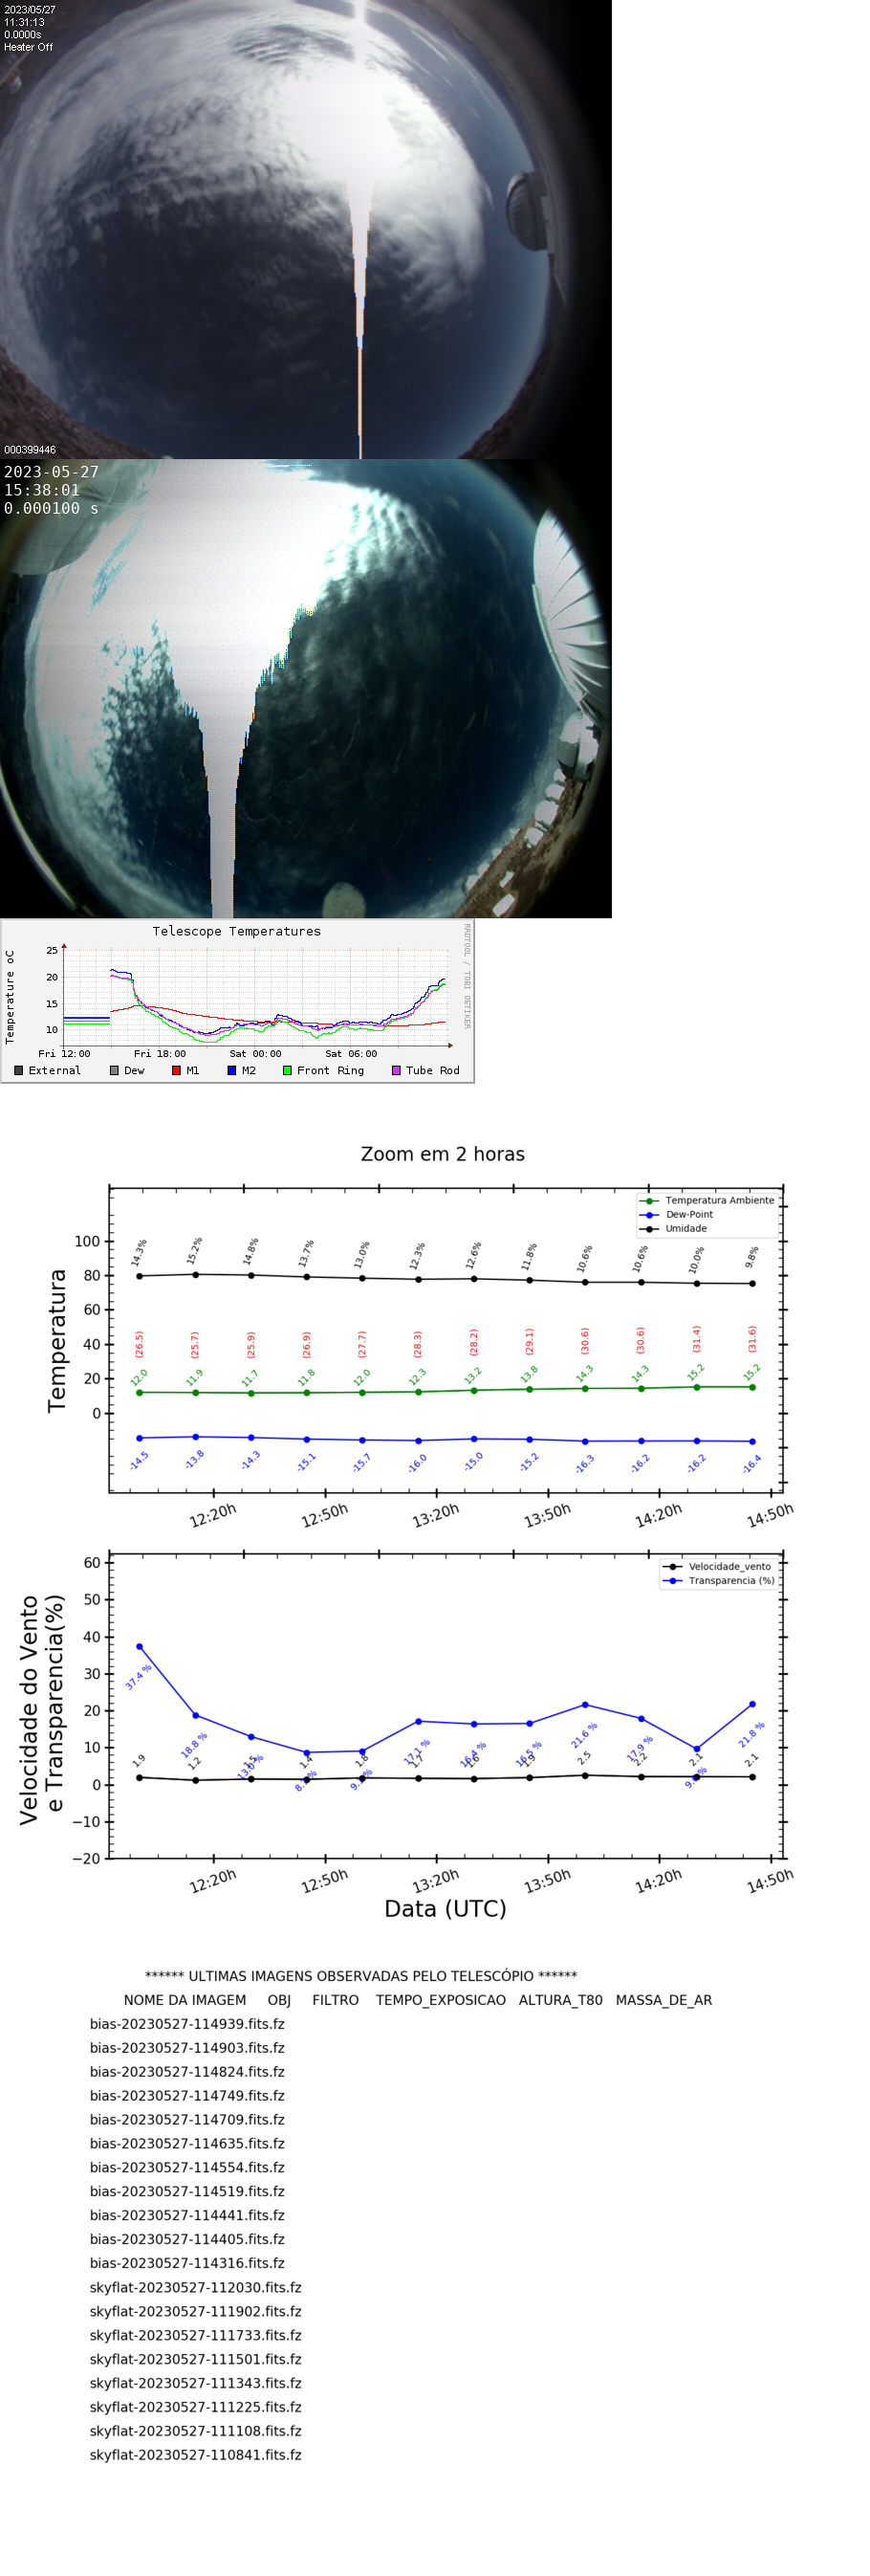 2023/05/27
11:31:13
0.0000s
Heater Off
000399446
2023-05-27
15:38:01
0.000100 s
Telescope Temperatures
RRDTOOL / TOBI OETIKER
Temperature oC
25
20
15
10
Fri 12:00 Fri 18:00 Sat 00:00 Sat 06:00
External Dew M1 M2 Front Ring Tube Rod
Zoom em 2 horas
Temperatura Ambiente
Dew-Point
Umidade
Temperatura
100
80
60
40
20
0
14.3% 15.2% 14.8% 13.7% 13.0% 12.3% 12.6% 11.8% 10.6% 10.6% 10.0% 9.8%
(26.5) (25.7) (25.9) (26.9) (27.7) (28.3) (28.2) (29.1) (30.6) (30.6) (31.4) (31.6)
12.0 11.9 11.7 11.8 12.0 12.3 13.2 13.8 14.3 14.3 15.2 15.2
-14.5 -13.8 -14.3 -15.1 -15.7 -16.0 -15.0 -15.2 -16.3 -16.2 -16.2 -16.4
12:20h 12:50h 13:20h 13:50h 14:20h 14:50h
Velocidade_vento
Transparencia (%)
Velocidade do Vento
e Transparencia(%)
60
50
40
30
20
10
0
−10
−20
37.4 % 18.8 % 17.1 % 21.6 % 17.9 % 21.8 %
1.9 1.2 1.8 2.5 2.2 2.1 2.1
12:20h 12:50h 13:20h 13:50h 14:20h 14:50h
Data (UTC)
****** ULTIMAS IMAGENS OBSERVADAS PELO TELESCÓPIO ******
NOME DA IMAGEM OBJ FILTRO TEMPO_EXPOSICAO ALTURA_T80 MASSA_DE_AR
bias-20230527-114939.fits.fz
bias-20230527-114903.fits.fz
bias-20230527-114824.fits.fz
bias-20230527-114749.fits.fz
bias-20230527-114709.fits.fz
bias-20230527-114635.fits.fz
bias-20230527-114554.fits.fz
bias-20230527-114519.fits.fz
bias-20230527-114441.fits.fz
bias-20230527-114405.fits.fz
bias-20230527-114316.fits.fz
skyflat-20230527-112030.fits.fz
skyflat-20230527-111902.fits.fz
skyflat-20230527-111733.fits.fz
skyflat-20230527-111501.fits.fz
skyflat-20230527-111343.fits.fz
skyflat-20230527-111225.fits.fz
skyflat-20230527-111108.fits.fz
skyflat-20230527-110841.fits.fz